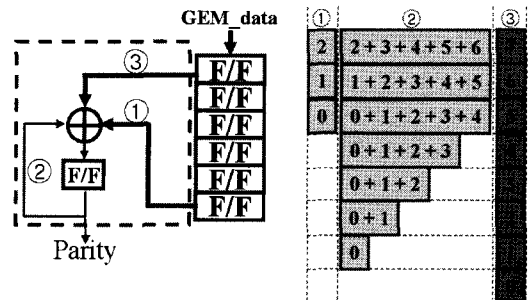 GEM_data
① ② ③
③ F/F
F/F
① F/F
② F/F
F/F F/F
F/F
Parity
2 2+3+4+5+6
1 1+2+3+4+5
0 0+1+2+3+4
0+1+2+3
0+1+2
0+1
0